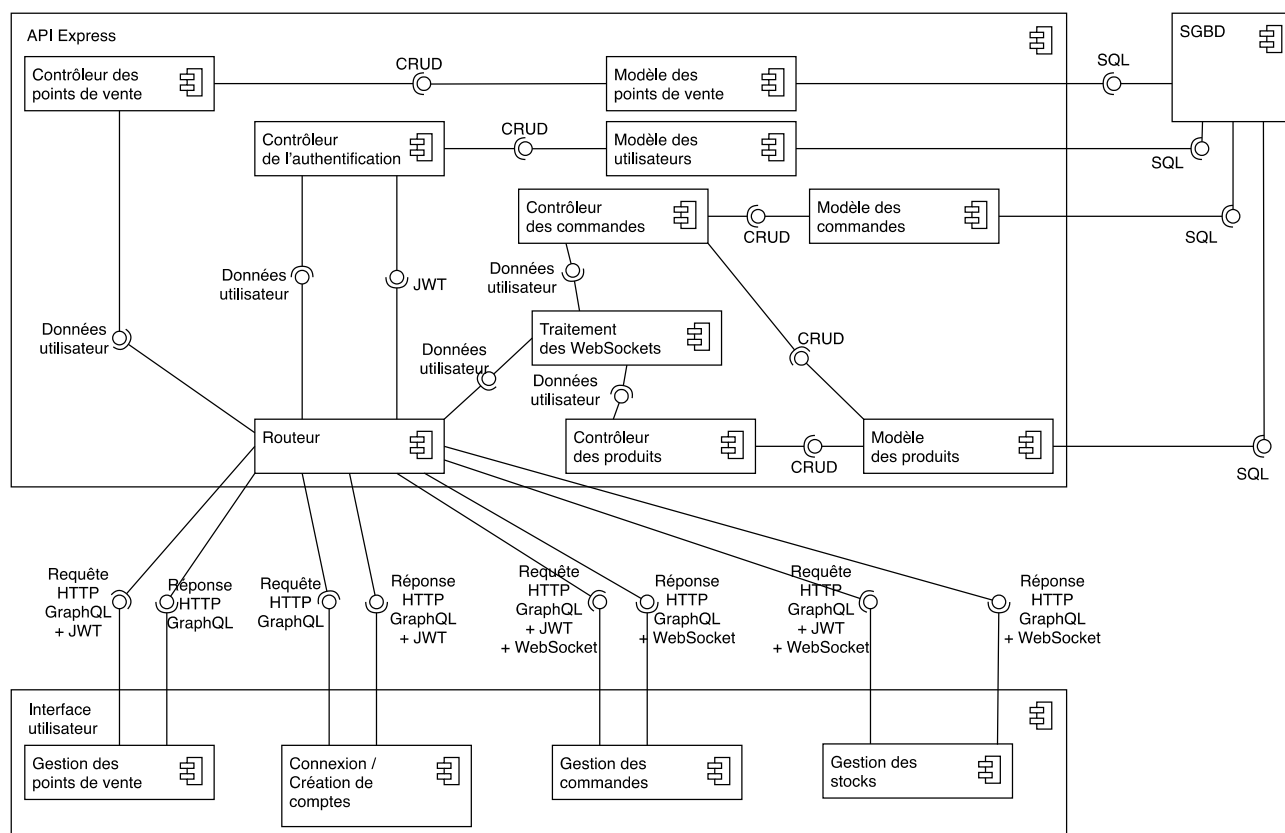 API Express
SGBD
Contrôleur des
points de vente
CRUD
Modèle des
points de vente
SQL
Contrôleur
de l'authentification
CRUD
Modèle des
utilisateurs
SQL
Contrôleur
des commandes
CRUD
Modèle des
commandes
SQL
Données
utilisateur
JWT
Données
utilisateur
Données
utilisateur
Traitement
des WebSockets
CRUD
Données
utilisateur
Données
utilisateur
Routeur
Contrôleur
des produits
CRUD
Modèle
des produits
SQL
Requête
HTTP
GraphQL
+ JWT
Réponse
HTTP
GraphQL
Requête
HTTP
GraphQL
Réponse
HTTP
GraphQL
+ JWT
Requête
HTTP
GraphQL
+ JWT
+ WebSocket
Réponse
HTTP
GraphQL
+ WebSocket
Requête
HTTP
GraphQL
+ JWT
+ WebSocket
Réponse
HTTP
GraphQL
+ WebSocket
Interface
utilisateur
Gestion des
points de vente
Connexion /
Création de
comptes
Gestion des
commandes
Gestion des
stocks